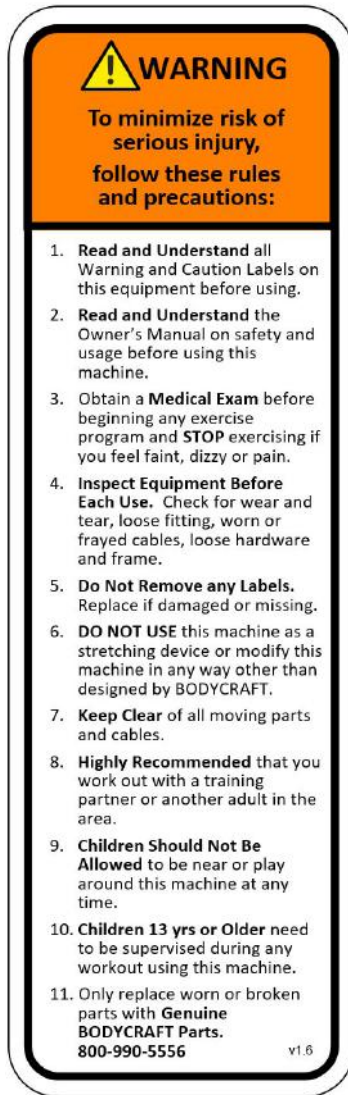 WARNING
To minimize risk of
serious injury,
follow these rules
and precautions:
1. Read and Understand all
Warning and Caution Labels on
this equipment before using.
2. Read and Understand the
Owner's Manual on safety and
usage before using this
machine.
3. Obtain a Medical Exam before
beginning any exercise
program and STOP exercising if
you feel faint, dizzy or pain.
4. Inspect Equipment Before
Each Use. Check for wear and
tear, loose fitting, worn or
frayed cables, loose hardware
and frame.
5. Do Not Remove any Labels.
Replace if damaged or missing.
6. DO NOT USE this machine as a
stretching device or modify this
machine in any way other than
designed by BODYCRAFT.
7. Keep Clear of all moving parts
and cables.
8. Highly Recommended that you
work out with a training
partner or another adult in the
area.
9. Children Should Not Be
Allowed to be near or play
around this machine at any
time.
10. Children 13 yrs or Older need
to be supervised during any
workout using this machine.
11. Only replace worn or broken
parts with Genuine
BODYCRAFT Parts.
800-990-5556 v1.6